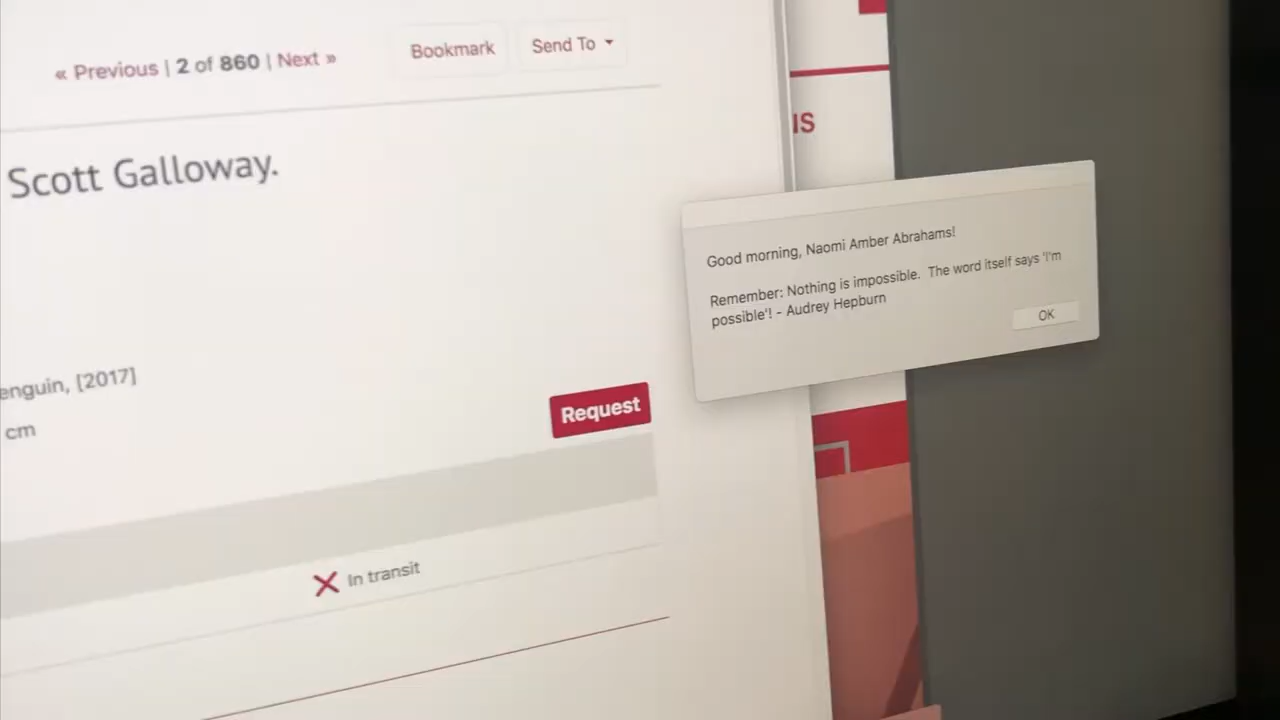 « Previous | 2 of 860 | Next »
Bookmark
Send To
IS
Scott Galloway.
Good morning, Naomi Amber Abrahams!
Remember: Nothing is impossible. The word itself says 'I'm
possible'! - Audrey Hepburn
OK
enguin, [2017]
Request
cm
In transit